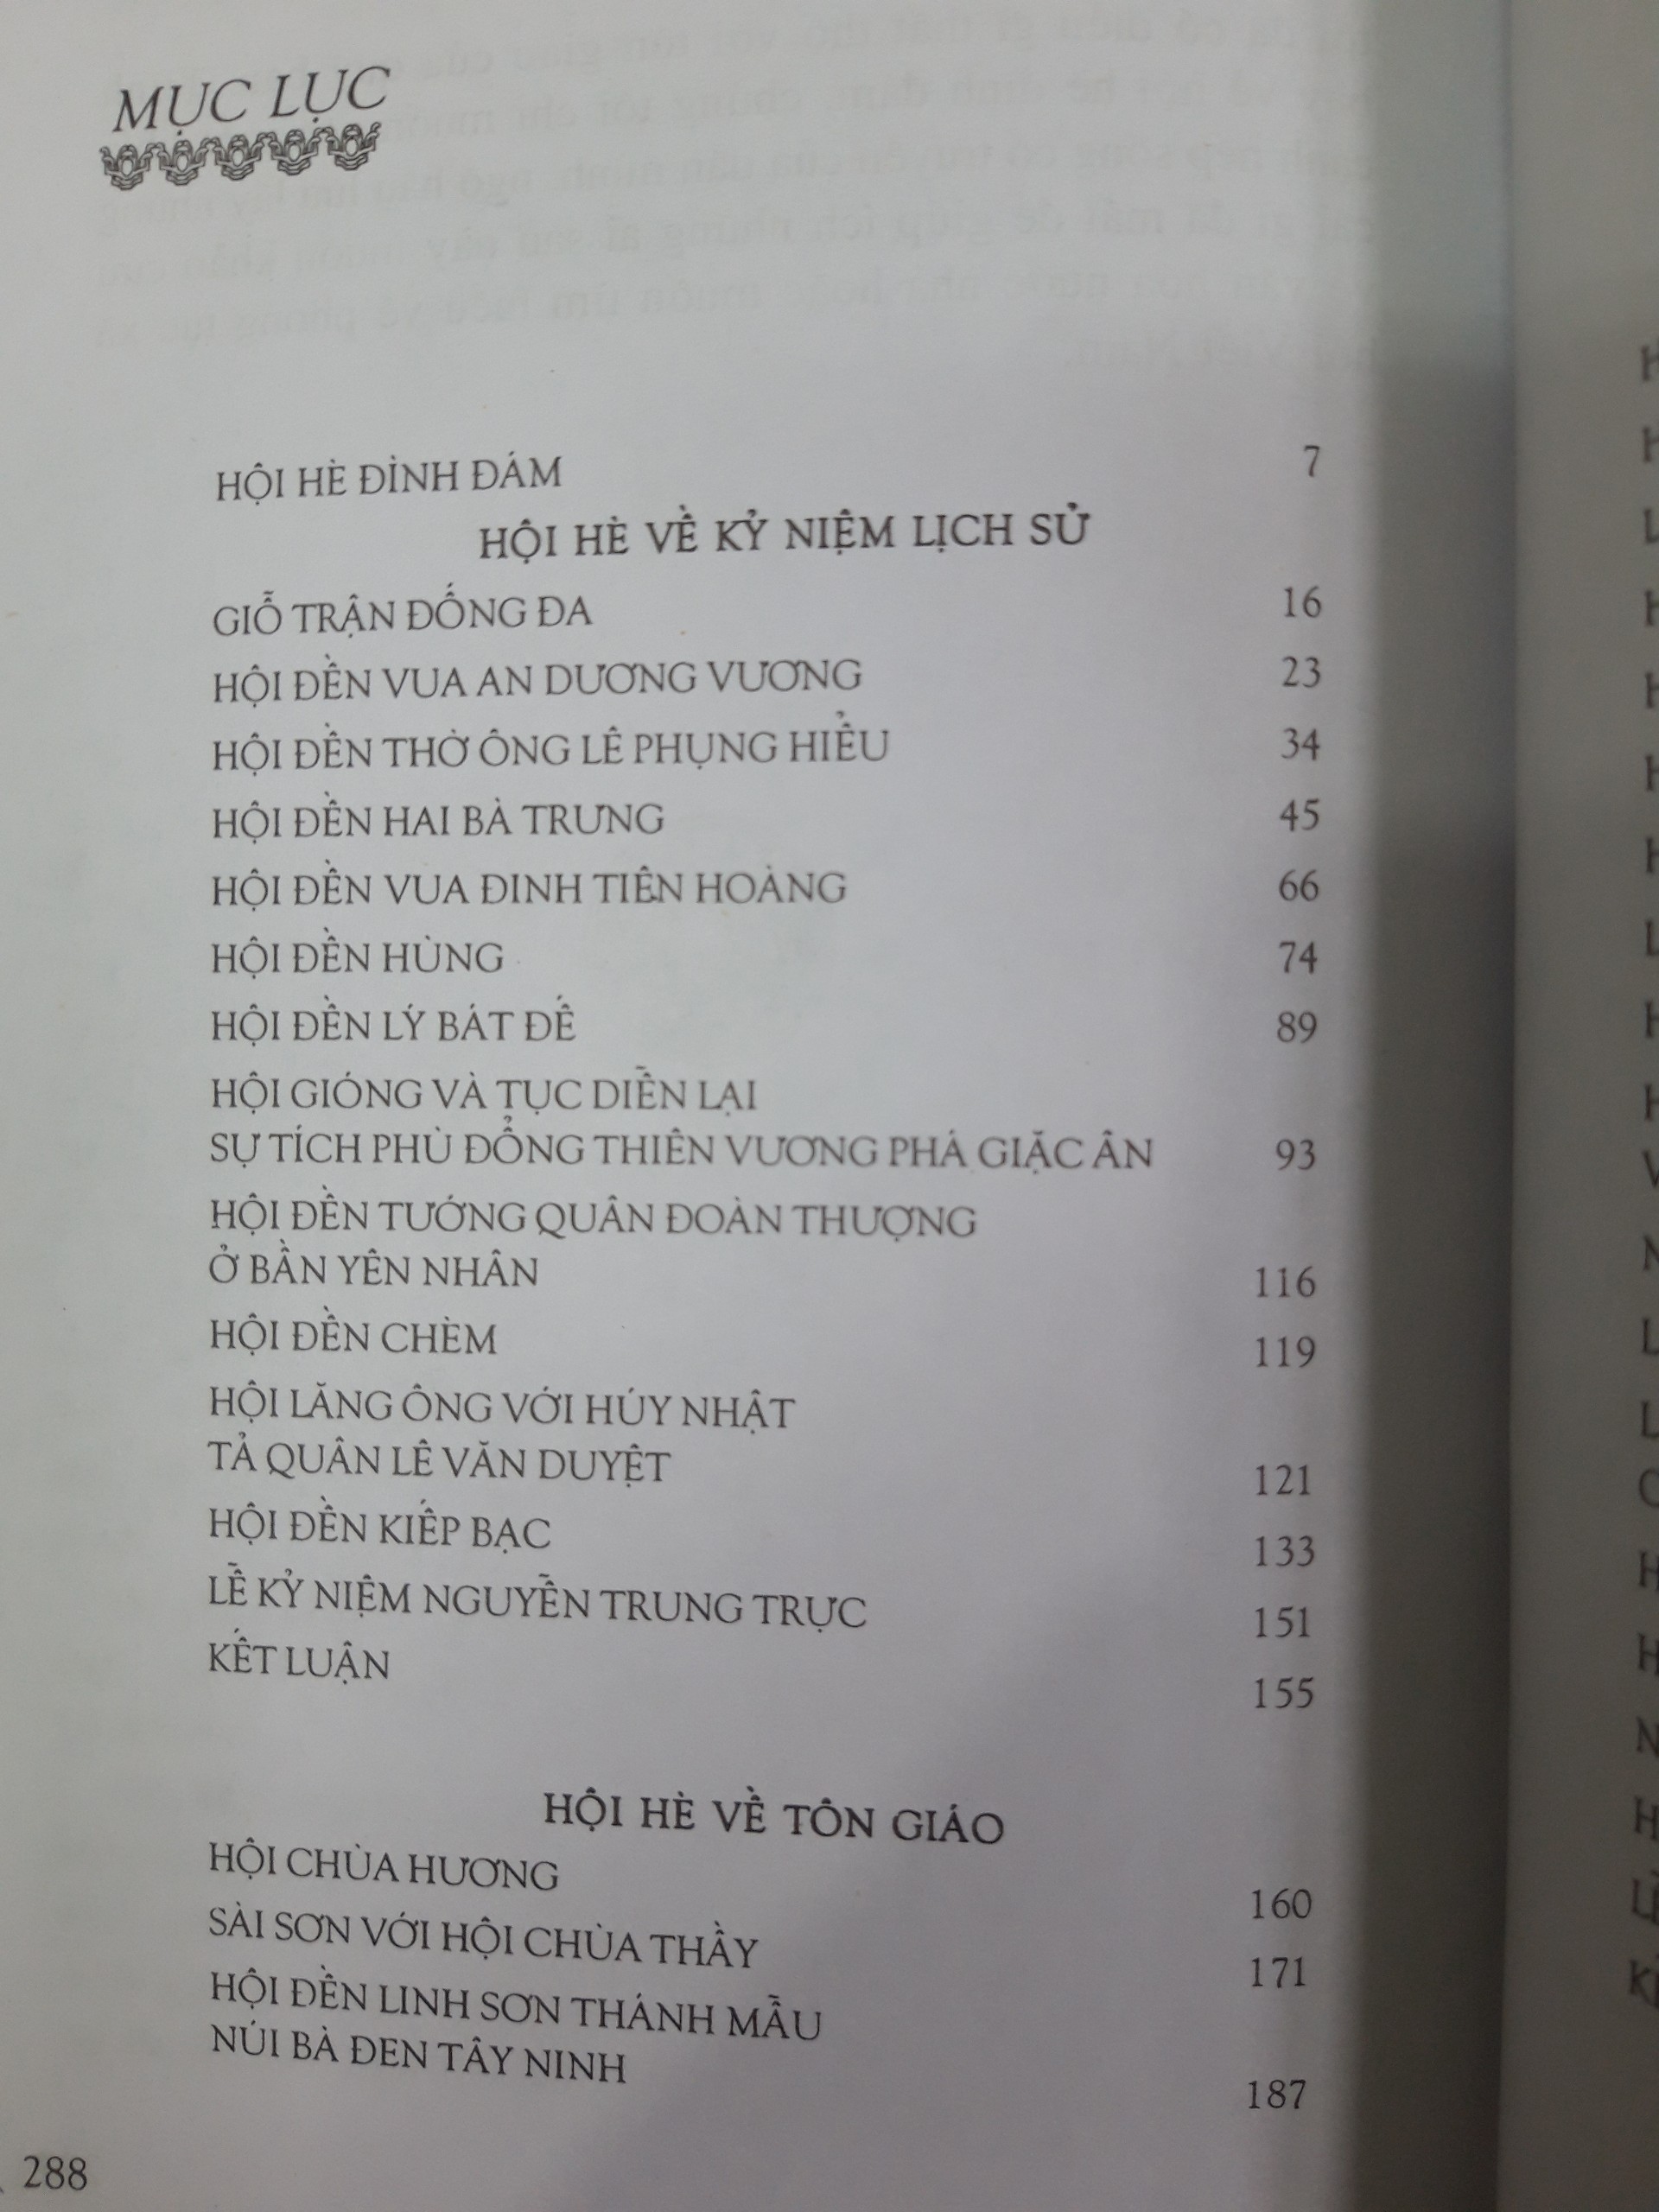 MỤC LỤC
HỘI HÈ ĐÌNH ĐÁM 7
HỘI HÈ VỀ KỶ NIỆM LỊCH SỬ
GIỖ TRẬN ĐỐNG ĐA 16
HỘI ĐỀN VUA AN DƯƠNG VƯƠNG 23
HỘI ĐỀN THỜ ÔNG LÊ PHỤNG HIỂU 34
HỘI ĐỀN HAI BÀ TRƯNG 45
HỘI ĐỀN VUA ĐINH TIÊN HOÀNG 66
HỘI ĐỀN HÙNG 74
HỘI ĐỀN LÝ BÁT ĐẾ 89
HỘI GIÓNG VÀ TỤC DIỄN LẠI
SỰ TÍCH PHÙ ĐỔNG THIÊN VƯƠNG PHÁ GIẶC ÂN 93
HỘI ĐỀN TƯỚNG QUÂN ĐOÀN THƯỢNG
Ở BẦN YÊN NHÂN 116
HỘI ĐỀN CHÈM 119
HỘI LĂNG ÔNG VỚI HÚY NHẬT
TẢ QUÂN LÊ VĂN DUYỆT 121
HỘI ĐỀN KIẾP BẠC 133
LỄ KỶ NIỆM NGUYỄN TRUNG TRỰC 151
KẾT LUẬN 155
HỘI HÈ VỀ TÔN GIÁO
HỘI CHÙA HƯƠNG 160
SÀI SƠN VỚI HỘI CHÙA THẦY 171
HỘI ĐỀN LINH SƠN THÁNH MẪU
NÚI BÀ ĐEN TÂY NINH 187
288